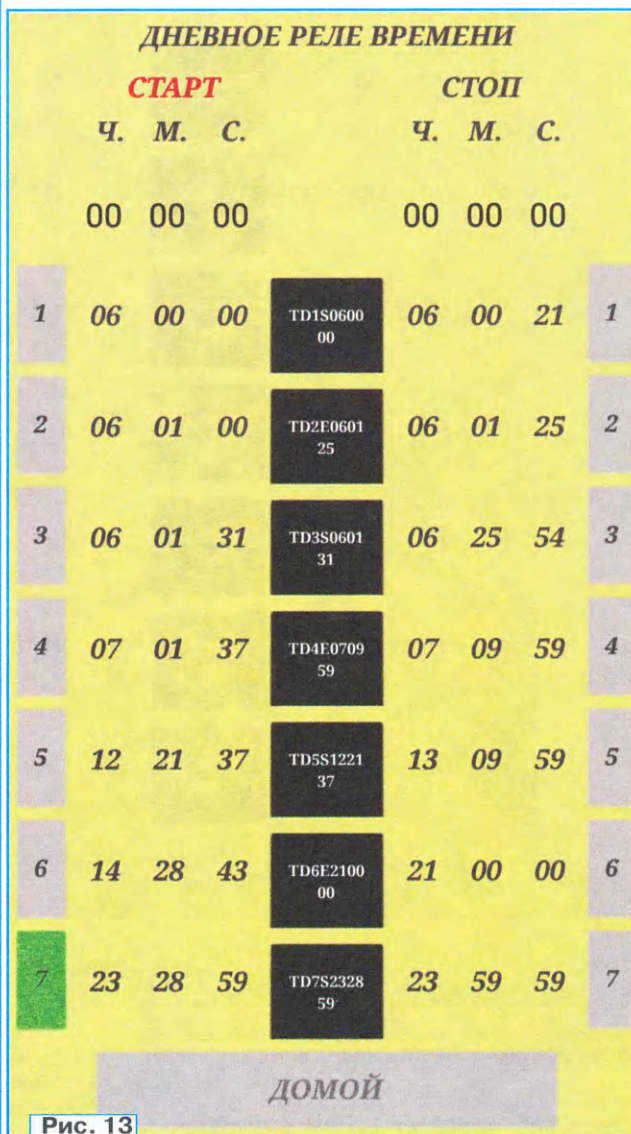 ДНЕВНОЕ РЕЛЕ ВРЕМЕНИ
СТАРТ СТОП
Ч. М. С. Ч. М. С.
00 00 00 00 00 00
1 06 00 00 TD1S0600 06 00 21 1
00
2 06 01 00 TD2E0601 06 01 25 2
25
3 06 01 31 TD3S0601 06 25 54 3
31
4 07 01 37 TD4E0709 07 09 59 4
59
5 12 21 37 TD5S1221 13 09 59 5
37
6 14 28 43 TD6E2100 21 00 00 6
00
7 23 28 59 TD7S2328 23 59 59 7
59
ДОМОЙ
Рис. 13